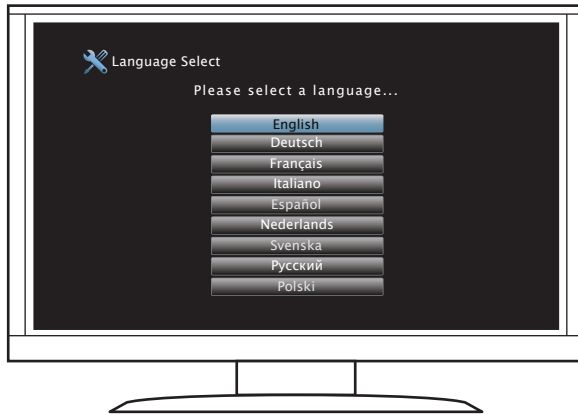 Language Select
Please select a language...
English
Deutsch
Français
Italiano
Español
Nederlands
Svenska
Русский
Polski